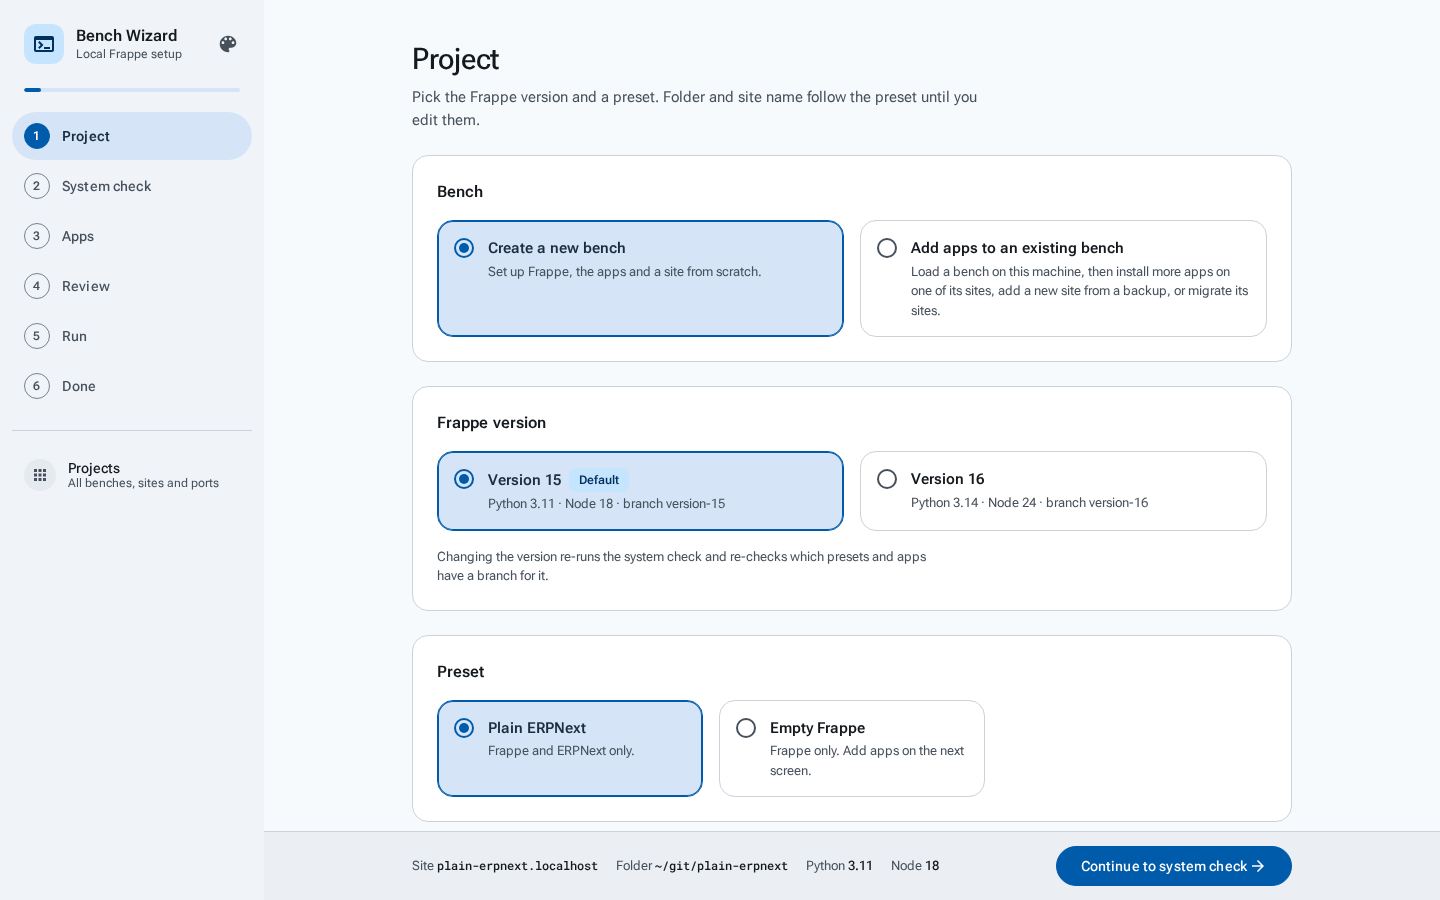 Bench Wizard
Local Frappe setup
1 Project
2 System check
3 Apps
4 Review
5 Run
6 Done
Projects
All benches, sites and ports
Project
Pick the Frappe version and a preset. Folder and site name follow the preset until you
edit them.
Bench
Create a new bench
Set up Frappe, the apps and a site from scratch.
Add apps to an existing bench
Load a bench on this machine, then install more apps on
one of its sites, add a new site from a backup, or migrate its
sites.
Frappe version
Version 15 Default
Python 3.11 · Node 18 · branch version-15
Version 16
Python 3.14 · Node 24 · branch version-16
Changing the version re-runs the system check and re-checks which presets and apps
have a branch for it.
Preset
Plain ERPNext
Frappe and ERPNext only.
Empty Frappe
Frappe only. Add apps on the next
screen.
Site plain-erpnext.localhost Folder ~/git/plain-erpnext Python 3.11 Node 18
Continue to system check →